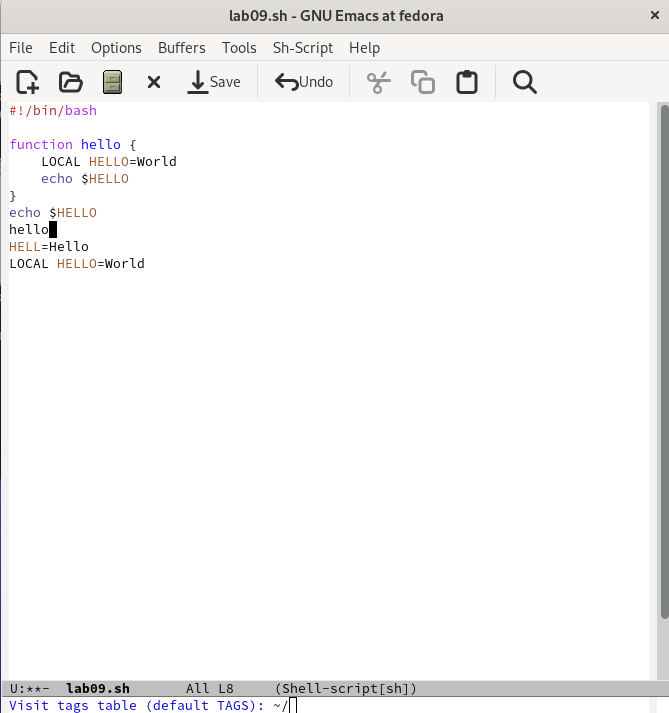 lab09.sh - GNU Emacs at fedora
File Edit Options Buffers Tools Sh-Script Help
Save Undo
#!/bin/bash
function hello {
    LOCAL HELLO=World
    echo $HELLO
}
echo $HELLO
hello
HELL=Hello
LOCAL HELLO=World
U:**-  lab09.sh       All L8     (Shell-script[sh])
Visit tags table (default TAGS): ~/